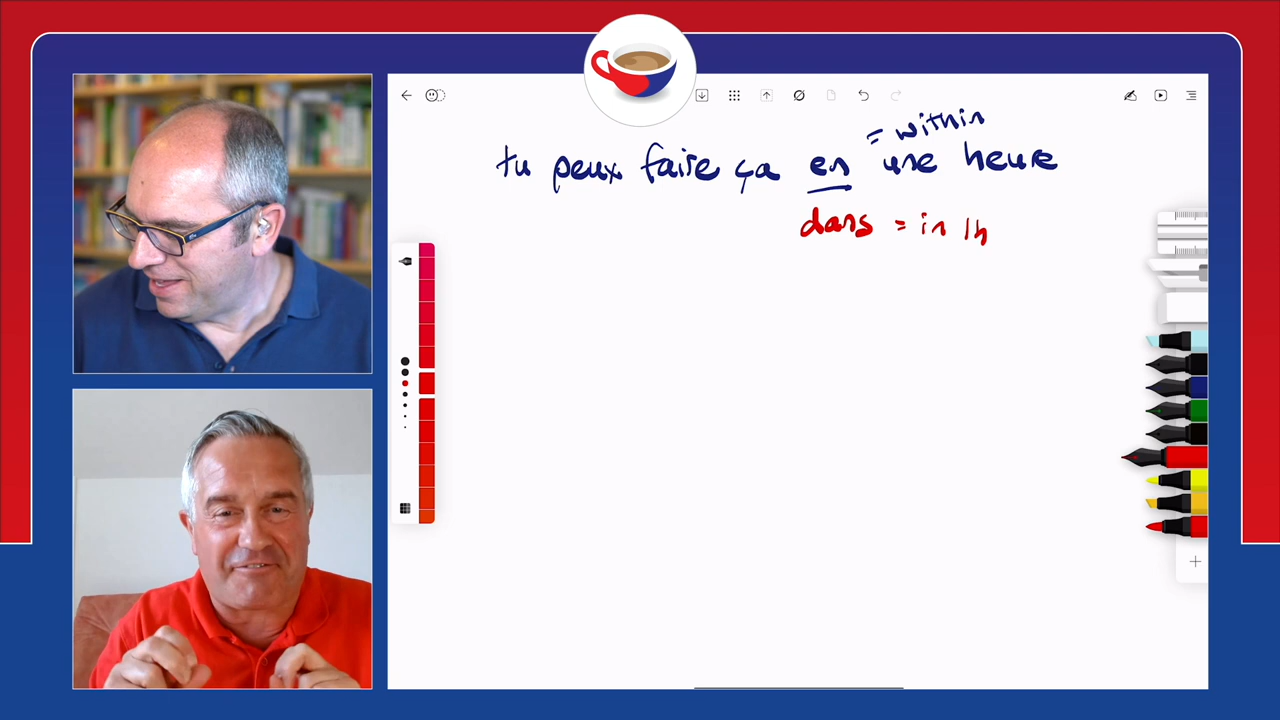 = within
tu peux faire ça en une heure
dans = in 1h